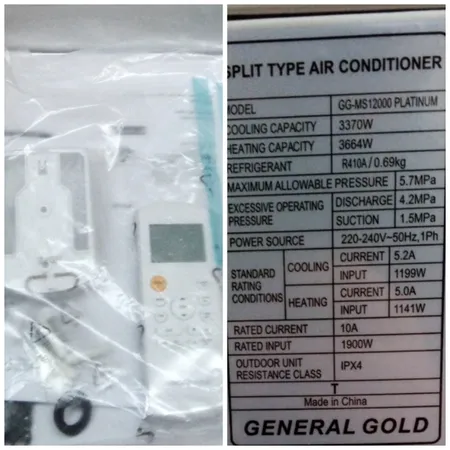 SPLIT TYPE AIR CONDITIONER
MODEL GG-MS12000 PLATINUM
COOLING CAPACITY 3370W
HEATING CAPACITY 3664W
REFRIGERANT R410A / 0.69kg
MAXIMUM ALLOWABLE PRESSURE 5.7MPa
EXCESSIVE OPERATING PRESSURE DISCHARGE 4.2MPa
SUCTION 1.5MPa
POWER SOURCE 220-240V~50Hz,1Ph
STANDARD RATING CONDITIONS COOLING CURRENT 5.2A
INPUT 1199W
HEATING CURRENT 5.0A
INPUT 1141W
RATED CURRENT 10A
RATED INPUT 1900W
OUTDOOR UNIT RESISTANCE CLASS IPX4
T
Made in China
GENERAL GOLD